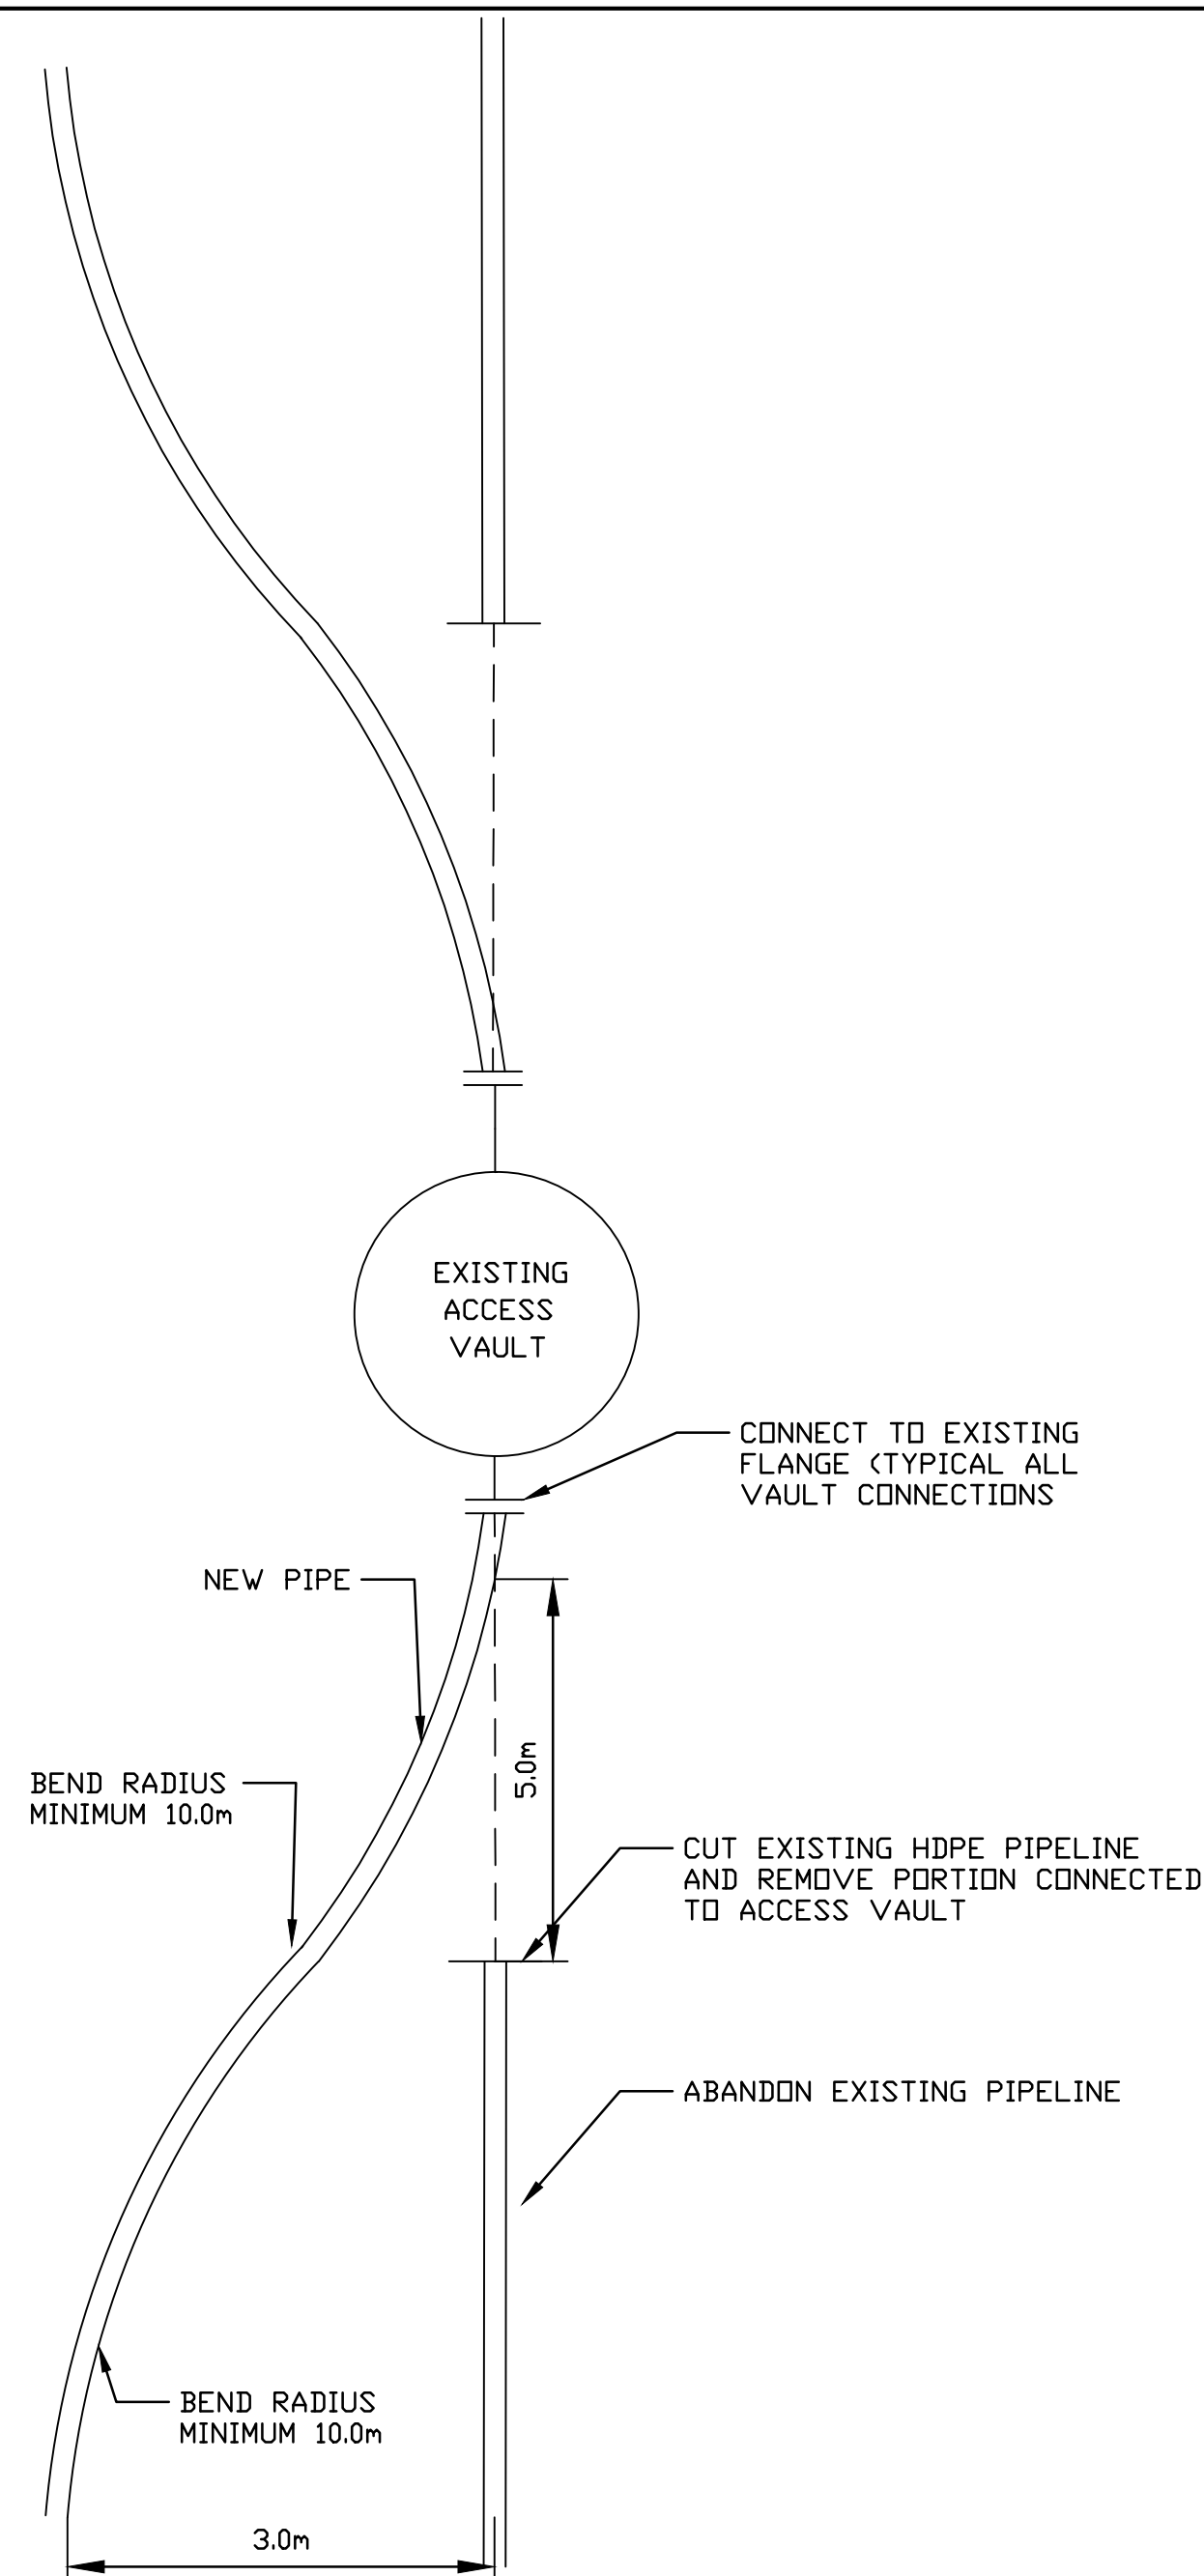 EXISTING
ACCESS
VAULT
CONNECT TO EXISTING
FLANGE (TYPICAL ALL
VAULT CONNECTIONS
NEW PIPE
5.0m
BEND RADIUS
MINIMUM 10.0m
CUT EXISTING HDPE PIPELINE
AND REMOVE PORTION CONNECTED
TO ACCESS VAULT
ABANDON EXISTING PIPELINE
BEND RADIUS
MINIMUM 10.0m
3.0m